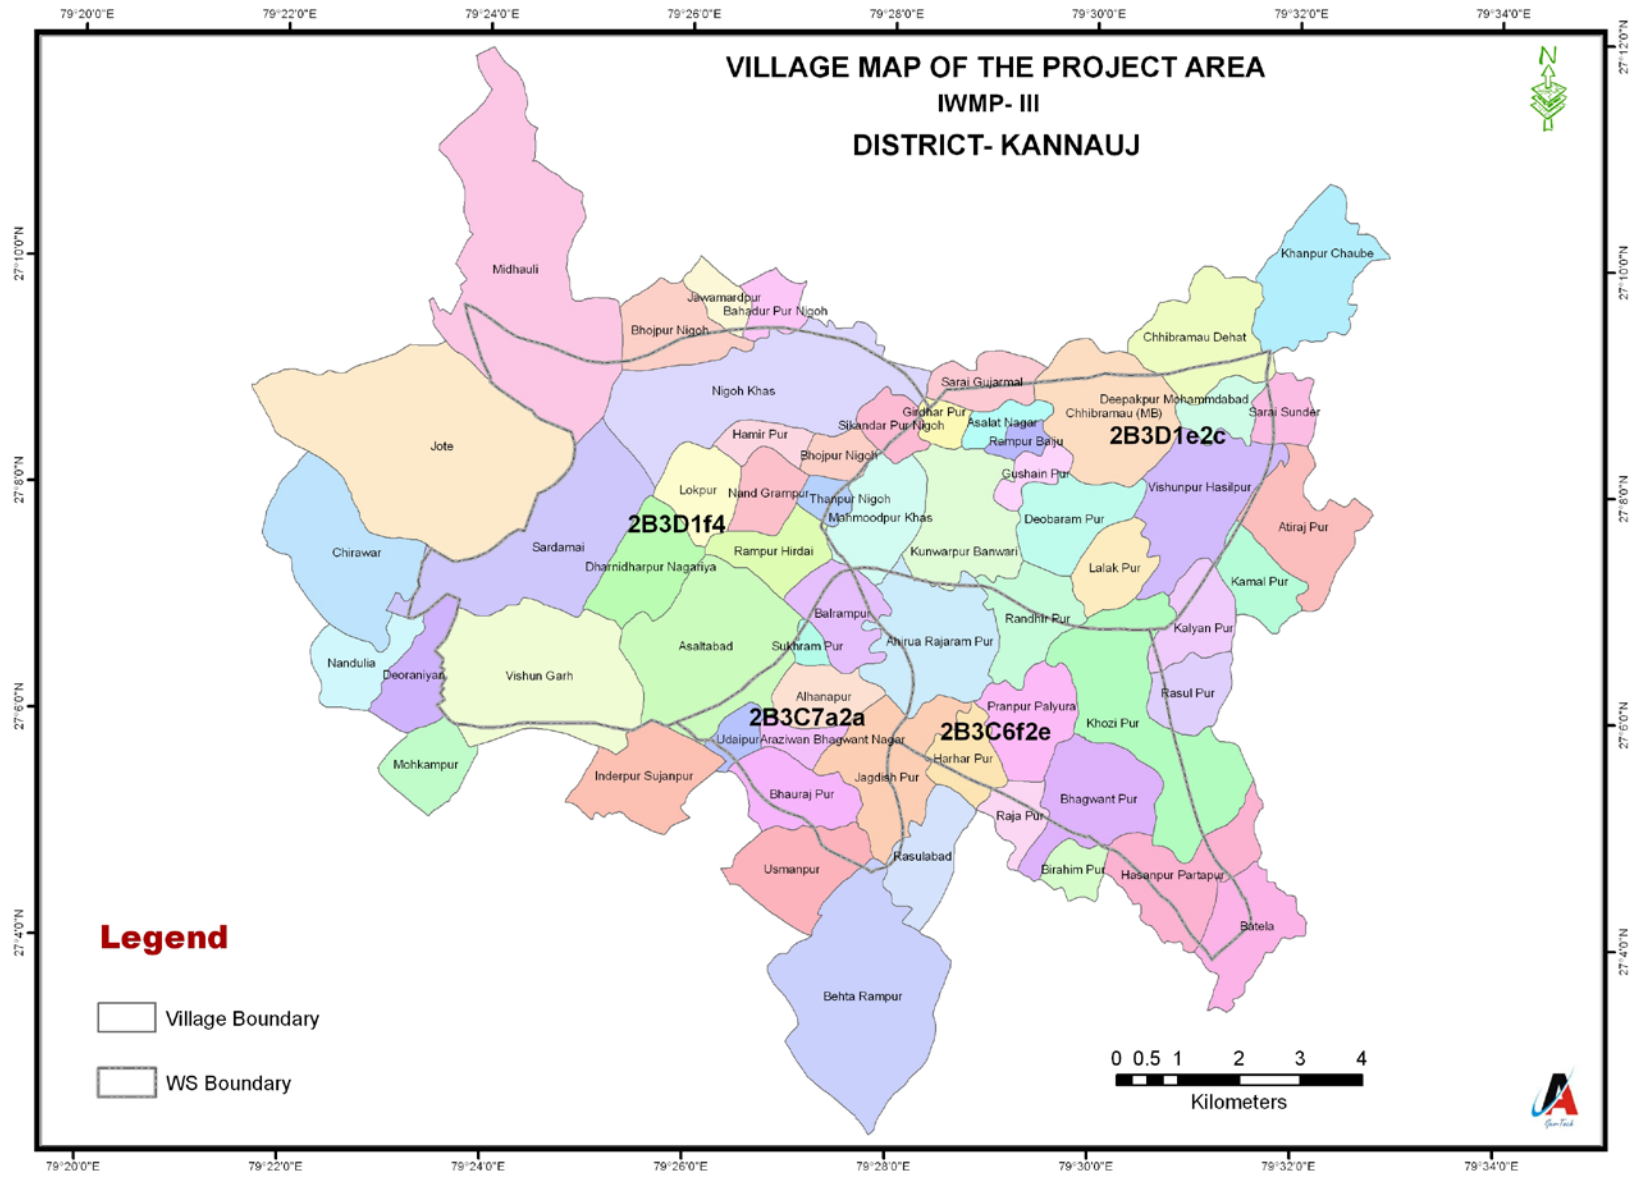 79°20'0"E 79°22'0"E 79°24'0"E 79°26'0"E 79°28'0"E 79°30'0"E 79°32'0"E 79°34'0"E
27°12'0"N
VILLAGE MAP OF THE PROJECT AREA
IWMP- III
DISTRICT- KANNAUJ
N
27°10'0"N
27°10'0"N
Khanpur Chaube
Midhauli
Jawamardpur
Bahadur Pur Nigoh
Bhojpur Nigoh
Chhibramau Dehat
Sarai Gujarmal
Nigoh Khas
Deepakpur Mohammdabad
Girdhar Pur
Chhibramau (MB)
Sarai Sunder
Sikandar Pur Nigoh
Asalat Nagar
Hamir Pur
2B3D1e2c
Rampur Baiju
Jote
Bhojpur Nigoh
Gushain Pur
27°8'0"N
Vishunpur Hasilpur
Lokpur
Nand Grampur
Thanpur Nigoh
27°8'0"N
Mahmoodpur Khas
Deobaram Pur
2B3D1f4
Atiraj Pur
Sardamai
Chirawar
Rampur Hirdai
Kunwarpur Banwari
Dharnidharpur Nagariya
Lalak Pur
Kamal Pur
Balrampur
Randhir Pur
Kalyan Pur
Ahirua Rajaram Pur
Asaltabad
Sukhram Pur
Nandulia
Deoraniyan
Vishun Garh
Rasul Pur
Alhanapur
27°6'0"N
Pranpur Palyura
2B3C7a2a
Khozi Pur
27°6'0"N
2B3C6f2e
Udaipur
Araziwan Bhagwant Nagar
Harhar Pur
Mohkampur
Inderpur Sujanpur
Jagdish Pur
Bhauraj Pur
Bhagwant Pur
Raja Pur
Rasulabad
Usmanpur
Birahim Pur
Hasanpur Partapur
Batela
27°4'0"N
Legend
27°4'0"N
Behta Rampur
Village Boundary
0 0.5 1 2 3 4
WS Boundary
Kilometers
A
GeoTech
79°20'0"E 79°22'0"E 79°24'0"E 79°26'0"E 79°28'0"E 79°30'0"E 79°32'0"E 79°34'0"E